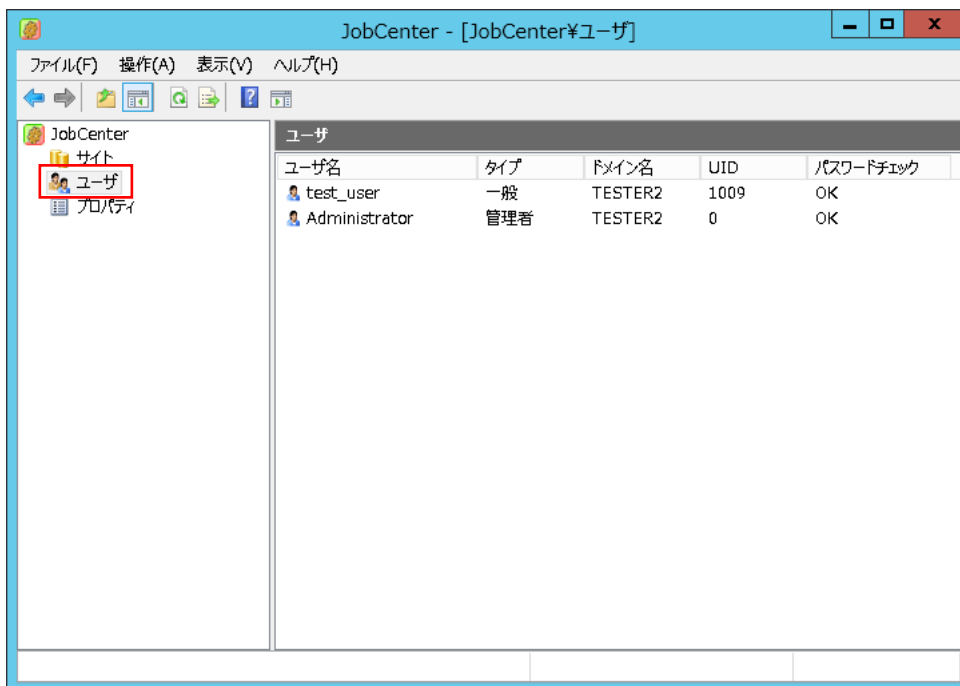 JobCenter - [JobCenter¥ユーザ]
ファイル(F) 操作(A) 表示(V) ヘルプ(H)
JobCenter
サイト
ユーザ
プロパティ
ユーザ
ユーザ名 タイプ ドメイン名 UID パスワードチェック
test_user 一般 TESTER2 1009 OK
Administrator 管理者 TESTER2 0 OK